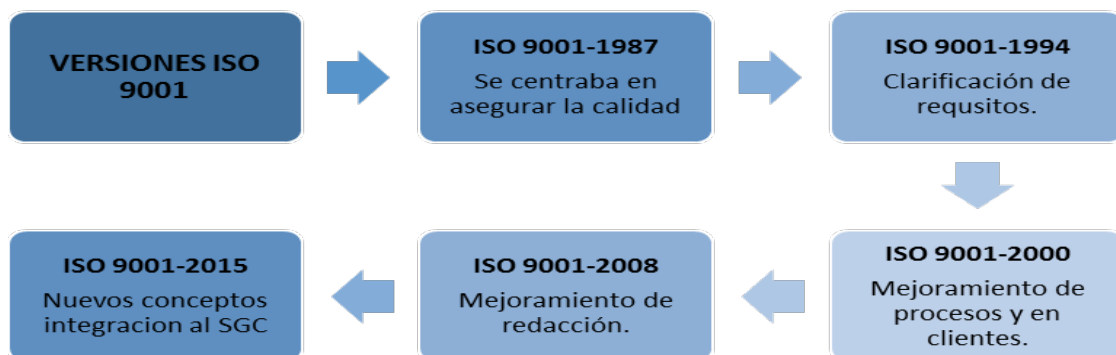 VERSIONES ISO
9001
ISO 9001-1987
Se centraba en
asegurar la calidad
ISO 9001-1994
Clarificación de
requsitos.
ISO 9001-2000
Mejoramiento de
procesos y en
clientes.
ISO 9001-2008
Mejoramiento de
redacción.
ISO 9001-2015
Nuevos conceptos
integracion al SGC